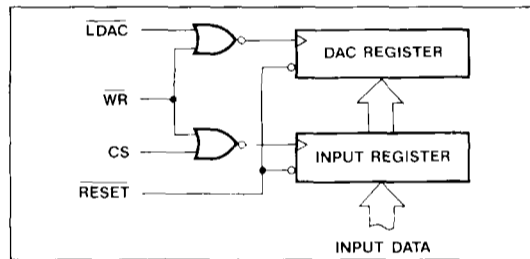 LDAC
DAC REGISTER
WR
CS
INPUT REGISTER
RESET
INPUT DATA